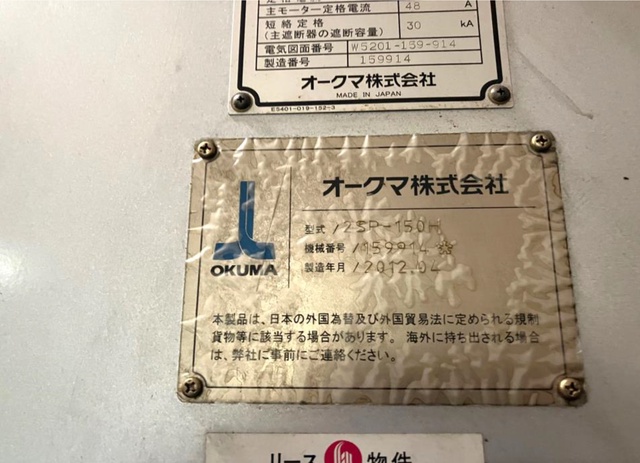 主モーター定格電流 48 A
短絡定格
(主遮断器の遮断容量) 30 kA
電気図面番号 W5201-159-914
製造番号 159914
オークマ株式会社
MADE IN JAPAN
E5401-019-152-3
オークマ株式会社
OKUMA
型式 /2SP-150H
機械番号 /159914
製造年月 /2012.04
本製品は、日本の外国為替及び外国貿易法に定められる規制
貨物等に該当する場合があります。海外に持ち出される場合
は、弊社に事前にご連絡ください。
リース 物件